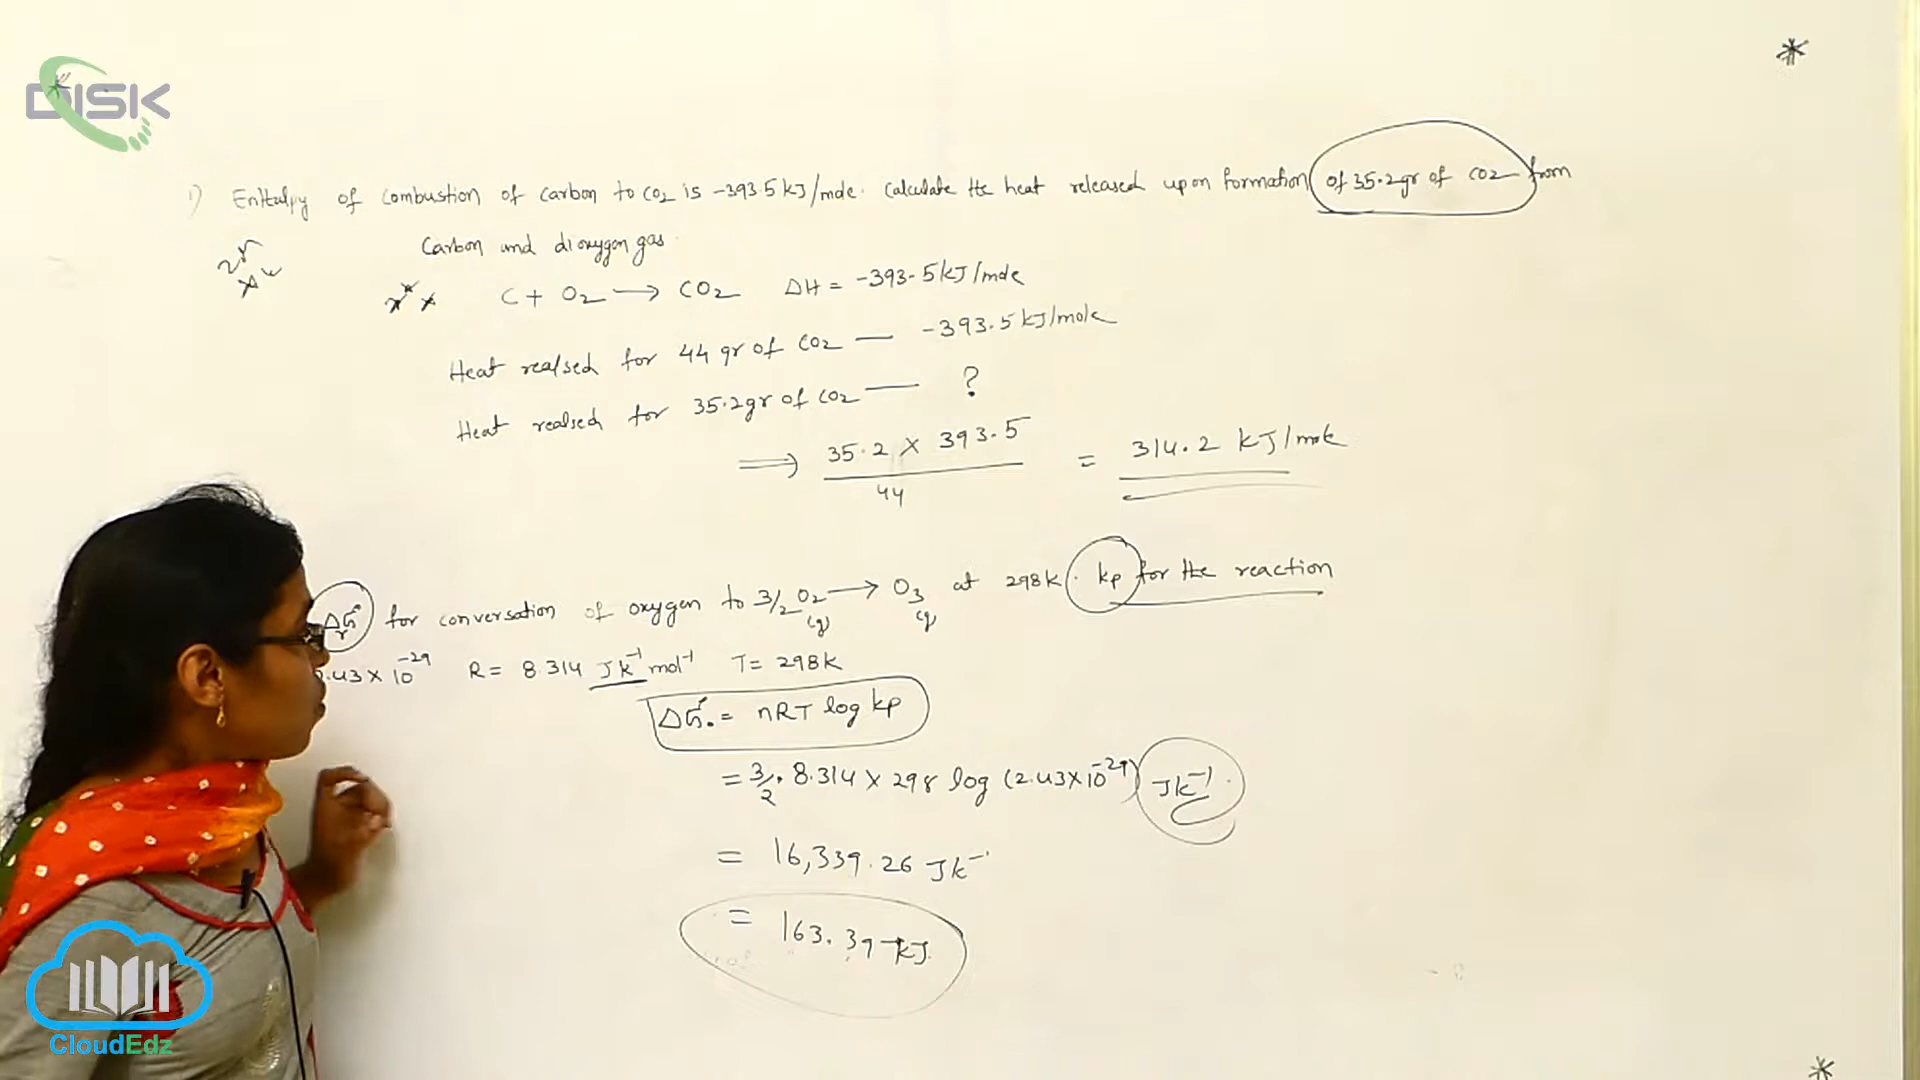 DISK
1) Enthalpy of combustion of carbon to CO2 is -393.5 kJ/mole. Calculate the heat released upon formation of 35.2gr of CO2 from
Carbon and dioxygen gas.
C + O2 ⟶ CO2 ΔH = -393.5 kJ/mole
Heat realsed for 44 gr of CO2 — -393.5 kJ/mole
Heat realsed for 35.2gr of CO2 — ?
⟹ 35.2 × 393.5 / 44 = 314.2 kJ/mole
ΔrG° for conversation of oxygen to 3/2 O2(g) ⟶ O3(g) at 298K. kp for the reaction
.43 × 10⁻²⁹ R = 8.314 Jk⁻¹ mol⁻¹ T = 298K
ΔG° = nRT log kp
= 3/2 . 8.314 × 298 log (2.43×10⁻²⁹) Jk⁻¹.
= 16,339.26 Jk⁻¹
= 163.39 kJ.
CloudEdz